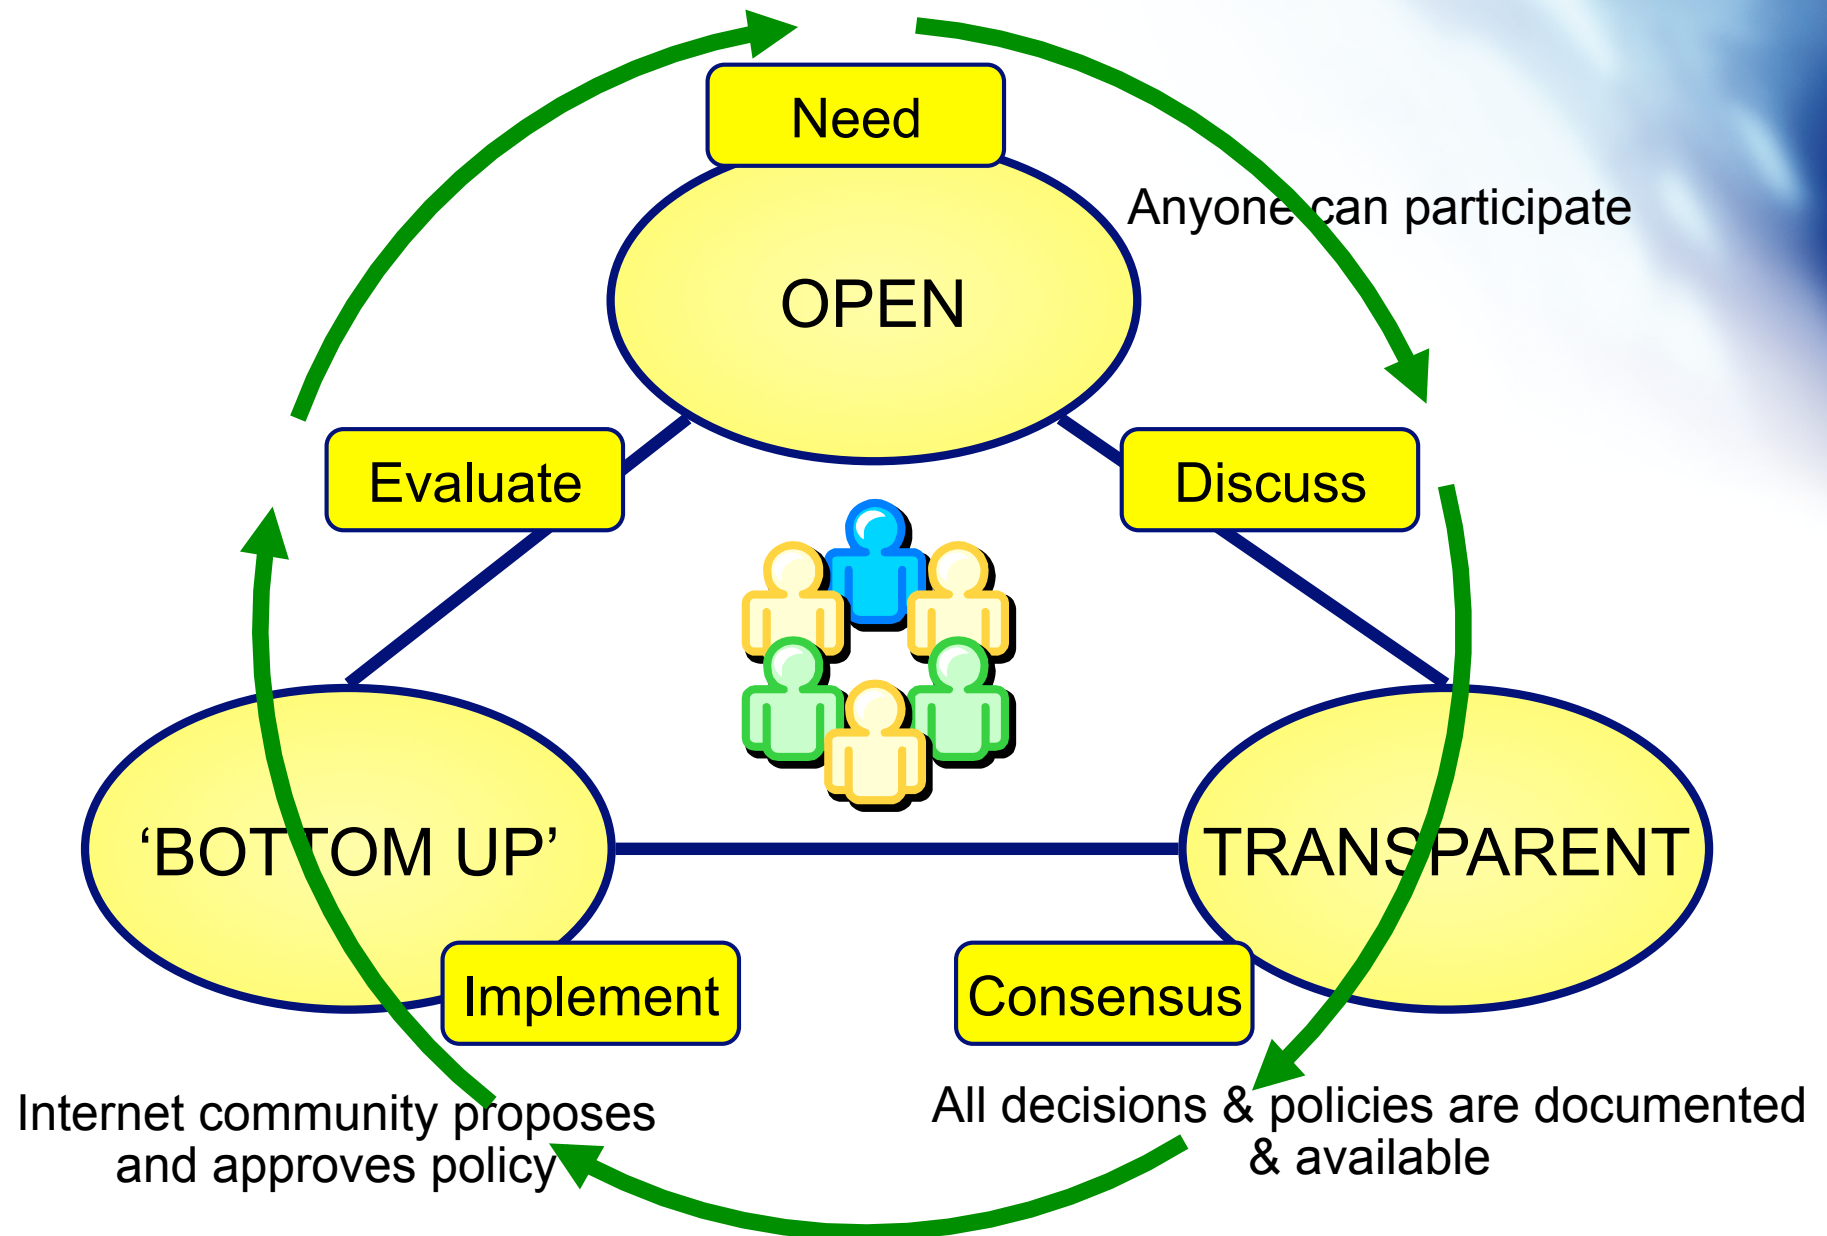 Need
Anyone can participate
OPEN
Evaluate
Discuss
‘BOTTOM UP’
TRANSPARENT
Implement
Consensus
Internet community proposes
and approves policy
All decisions & policies are documented
& available